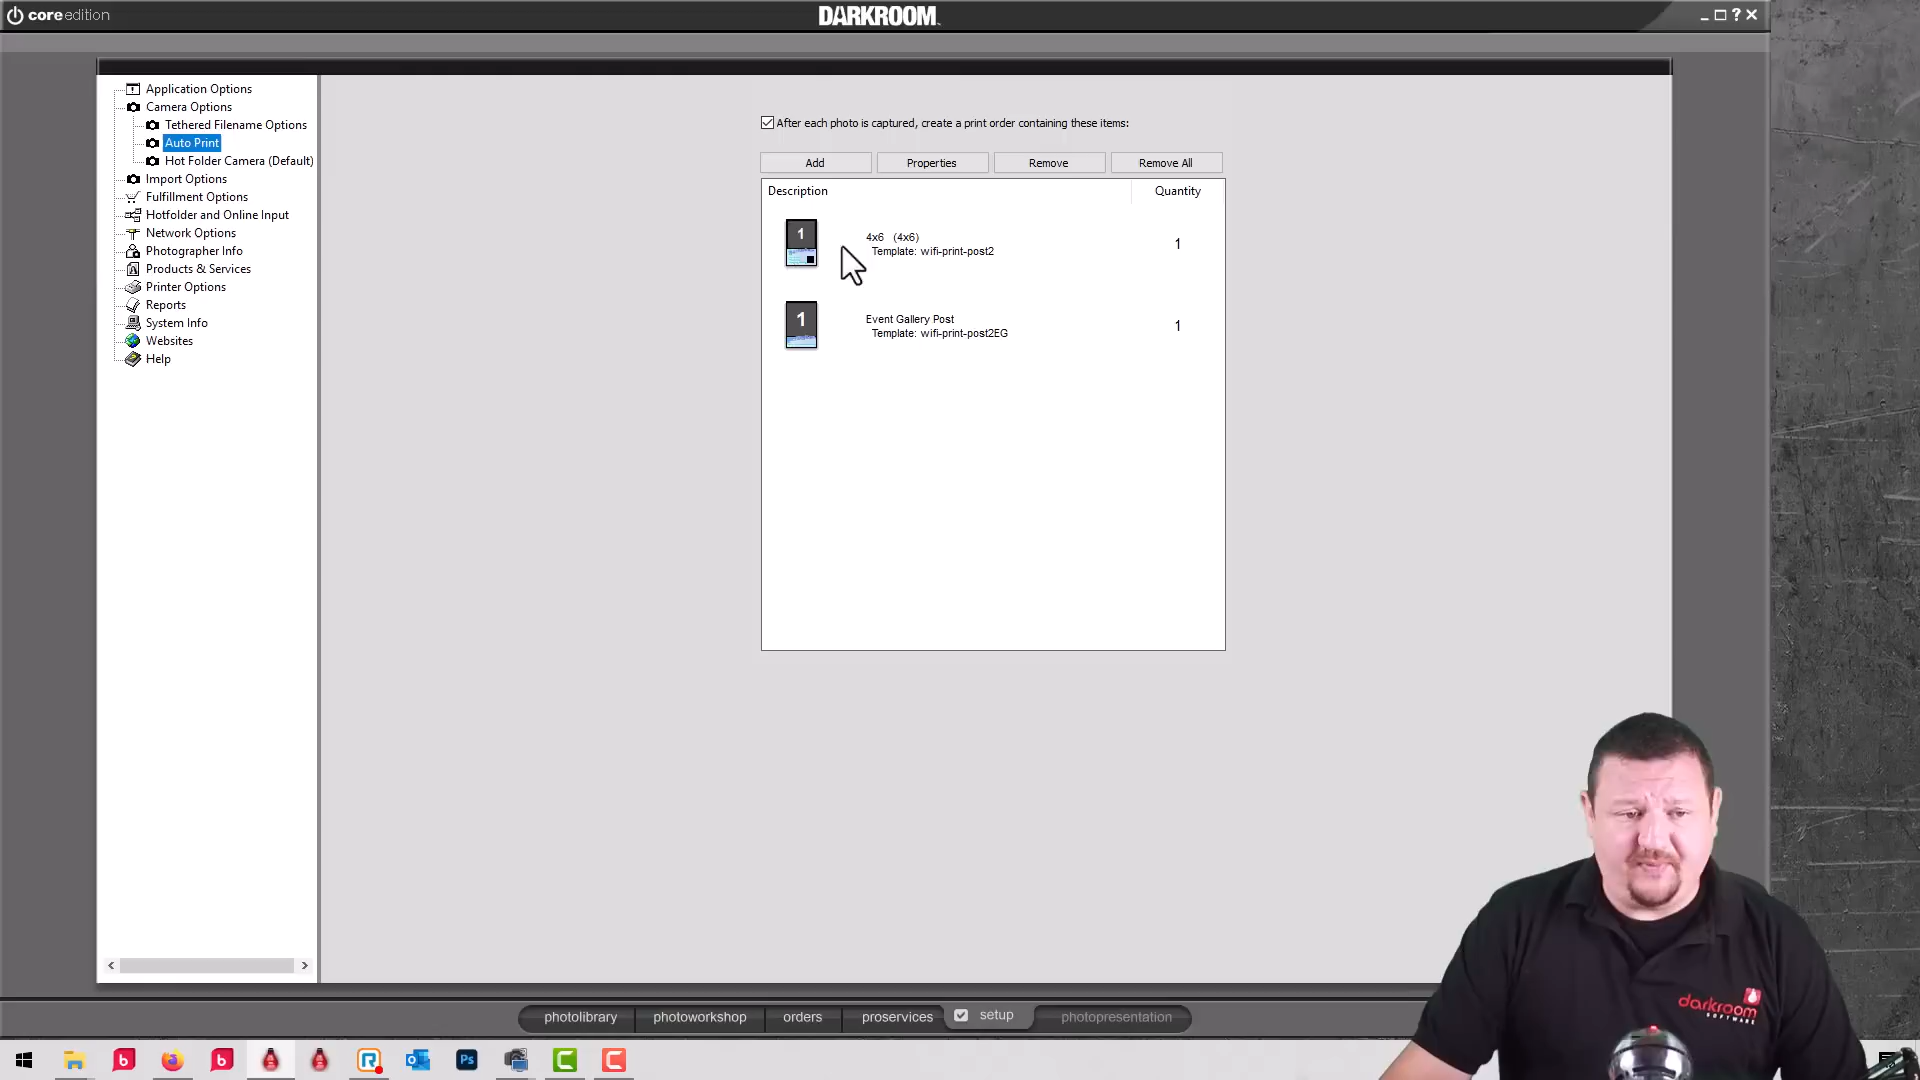 coreedition
DARKROOM
Application Options
Camera Options
Tethered Filename Options
Auto Print
Hot Folder Camera (Default)
Import Options
Fulfillment Options
Hotfolder and Online Input
Network Options
Photographer Info
Products & Services
Printer Options
Reports
System Info
Websites
Help
After each photo is captured, create a print order containing these items:
Add Properties Remove Remove All
Description Quantity
1 4x6 (4x6) 1
Template: wifi-print-post2
1 Event Gallery Post 1
Template: wifi-print-post2EG
photolibrary photoworkshop orders proservices setup photopresentation
darkroom
SOFTWARE
b b R Ps C C